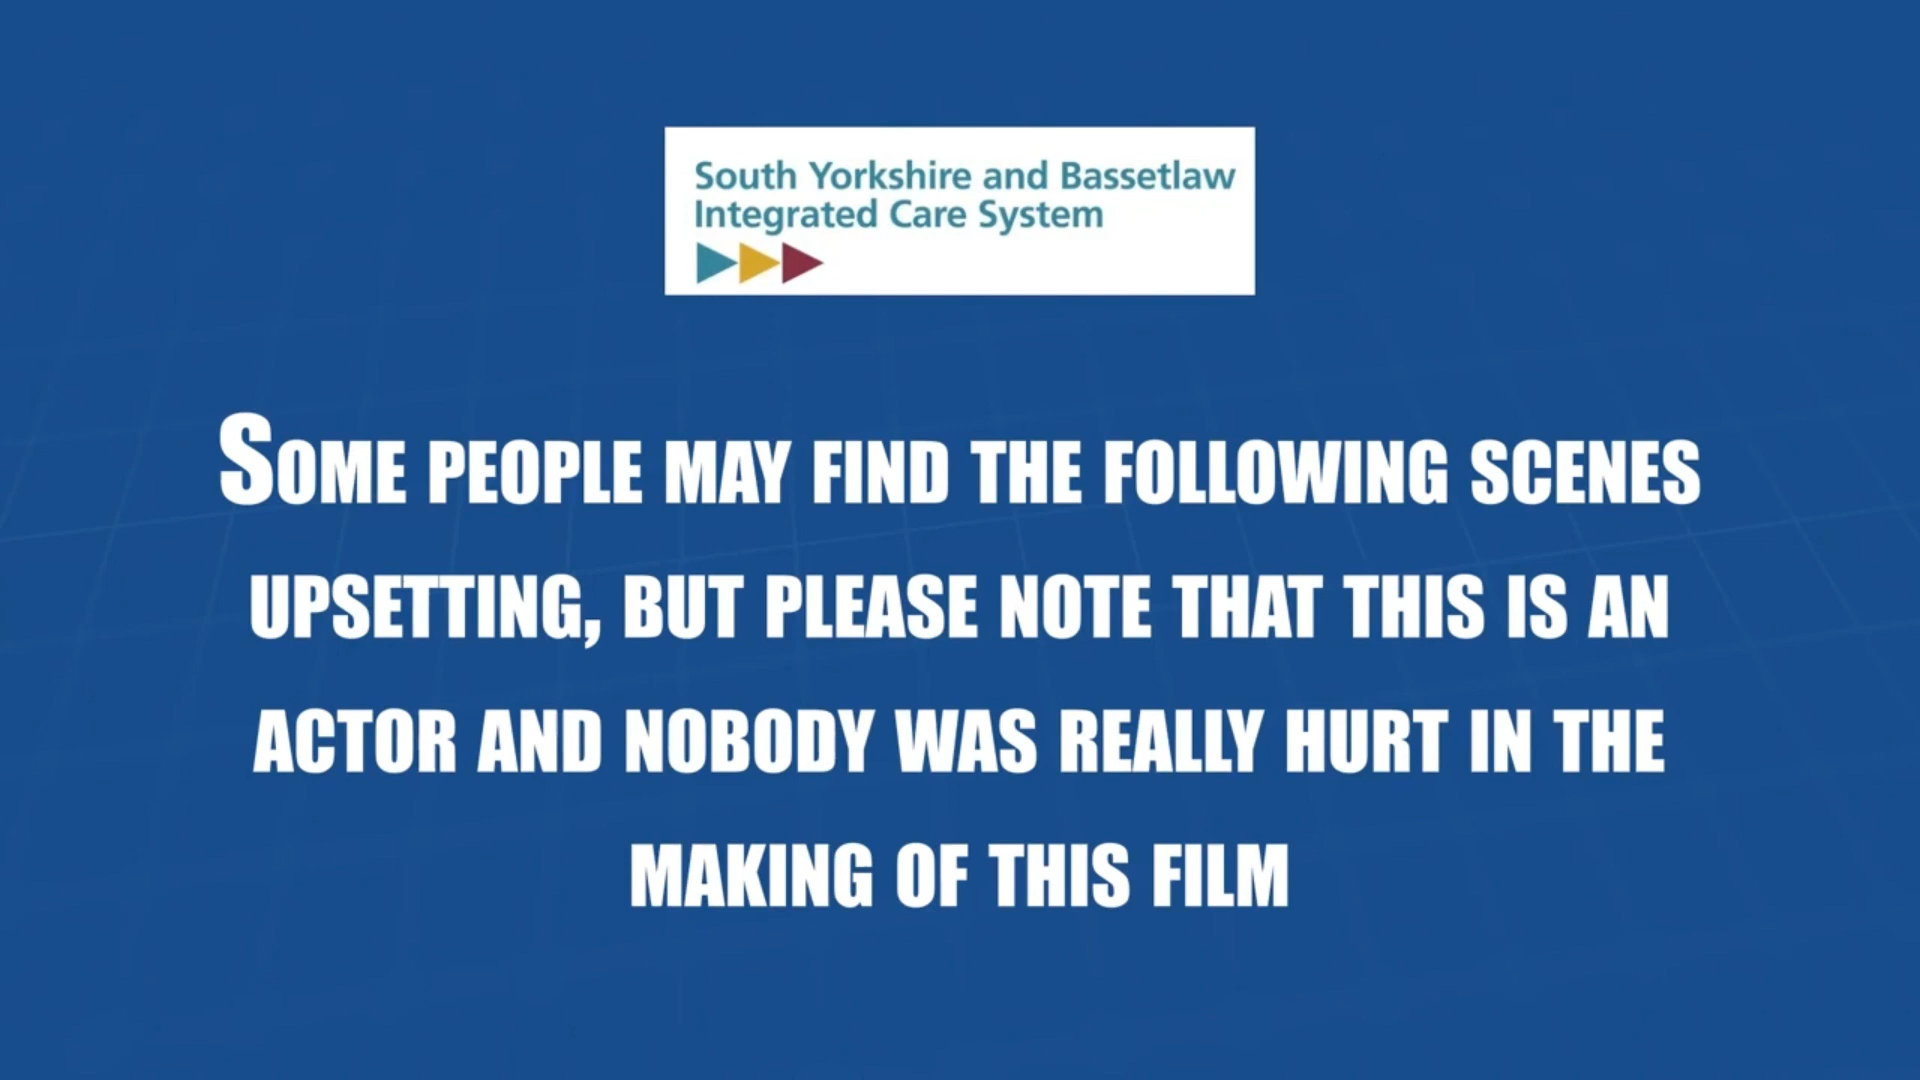 South Yorkshire and Bassetlaw
Integrated Care System
Some people may find the following scenes
upsetting, but please note that this is an
actor and nobody was really hurt in the
making of this film